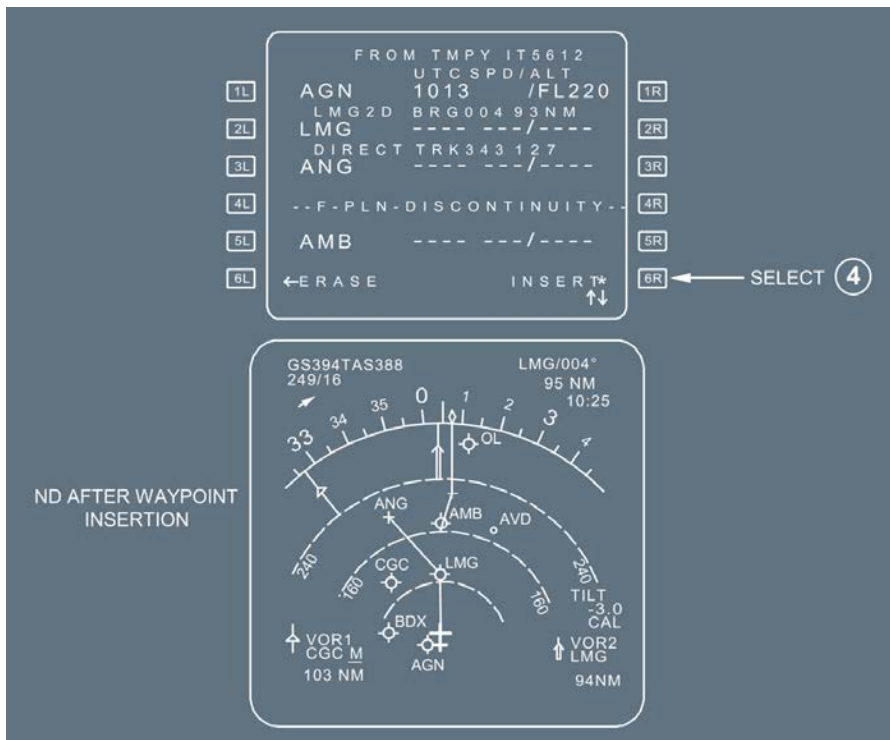 FROM TMPY IT5612
UTC SPD/ALT
1L AGN 1013 /FL220 1R
LMG2D BRG004 93NM
2L LMG ---- ---/---- 2R
DIRECT TRK343 127
3L ANG ---- ---/---- 3R
4L --F-PLN-DISCONTINUITY-- 4R
5L AMB ---- ---/---- 5R
6L ←ERASE INSERT* 6R SELECT 4
↑↓
GS394TAS388 LMG/004°
249/16 95 NM
10:25
33 34 35 0 1 2 3 4
OL
ND AFTER WAYPOINT
INSERTION
ANG AMB AVD
CGC LMG
240 160 160 240
TILT
-3.0
CAL
BDX
VOR1 VOR2
CGC M AGN LMG
103 NM 94NM